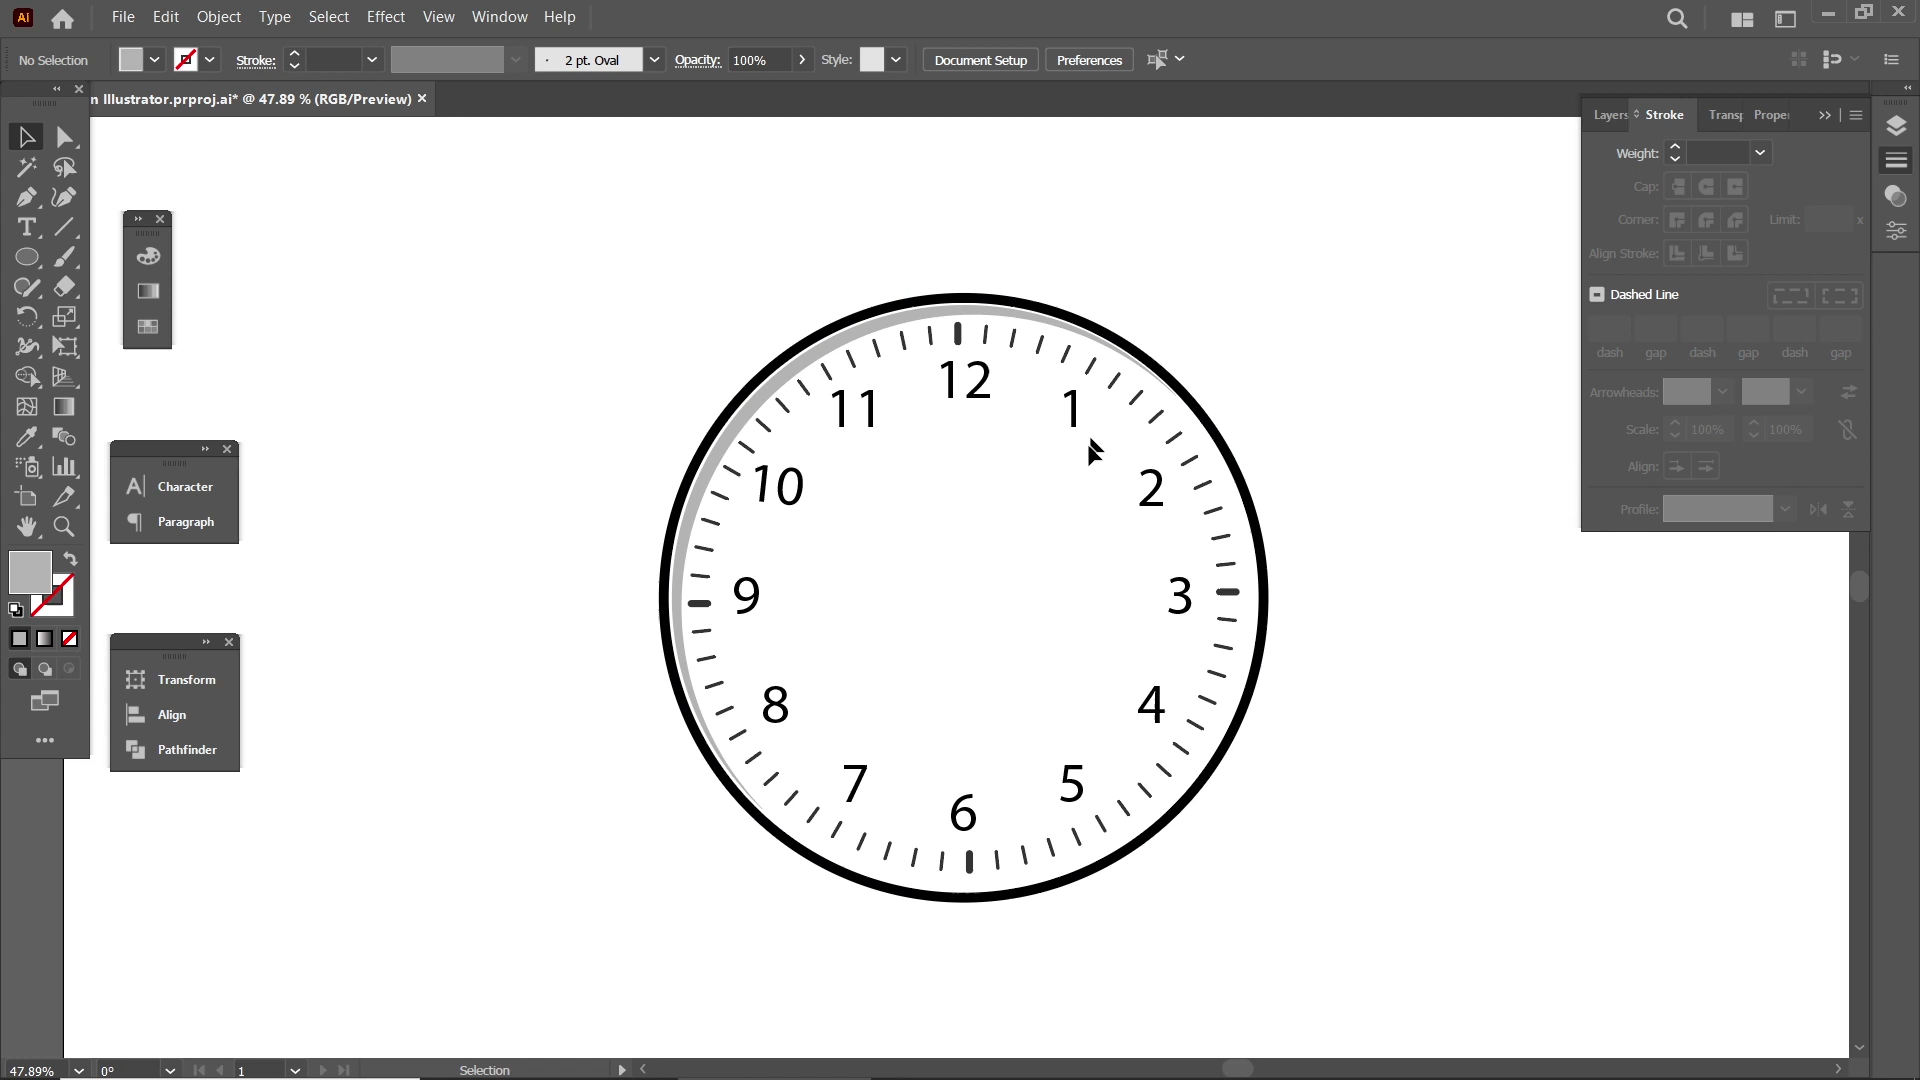 Ai File Edit Object Type Select Effect View Window Help
No Selection Stroke: 2 pt. Oval Opacity: 100% Style: Document Setup Preferences
n Illustrator.prproj.ai* @ 47.89 % (RGB/Preview)
Layers Stroke Transp Proper
Weight:
Cap:
Corner: Limit: x
Align Stroke:
Dashed Line
dash gap dash gap dash gap
Arrowheads:
Scale: 100% 100%
Align:
Profile:
Character
Paragraph
Transform
Align
Pathfinder
12
11 1
10 2
9 3
8 4
7 5
6
47.89% 0° 1 Selection